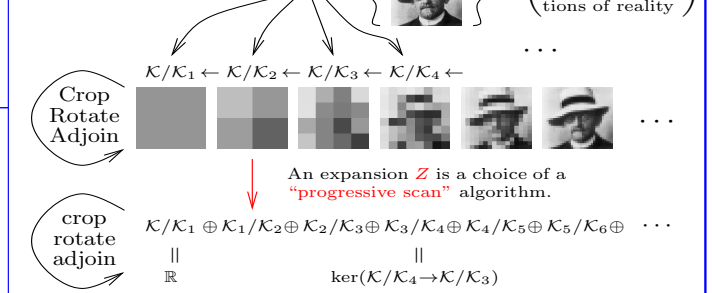 tions of reality
. . .
𝒦/𝒦₁ ← 𝒦/𝒦₂ ← 𝒦/𝒦₃ ← 𝒦/𝒦₄ ←
Crop
Rotate
Adjoin
. . .
An expansion Z is a choice of a
“progressive scan” algorithm.
crop
rotate
adjoin
𝒦/𝒦₁ ⊕ 𝒦₁/𝒦₂⊕ 𝒦₂/𝒦₃⊕ 𝒦₃/𝒦₄⊕ 𝒦₄/𝒦₅⊕ 𝒦₅/𝒦₆⊕ . . .
|| ||
ℝ ker(𝒦/𝒦₄→𝒦/𝒦₃)